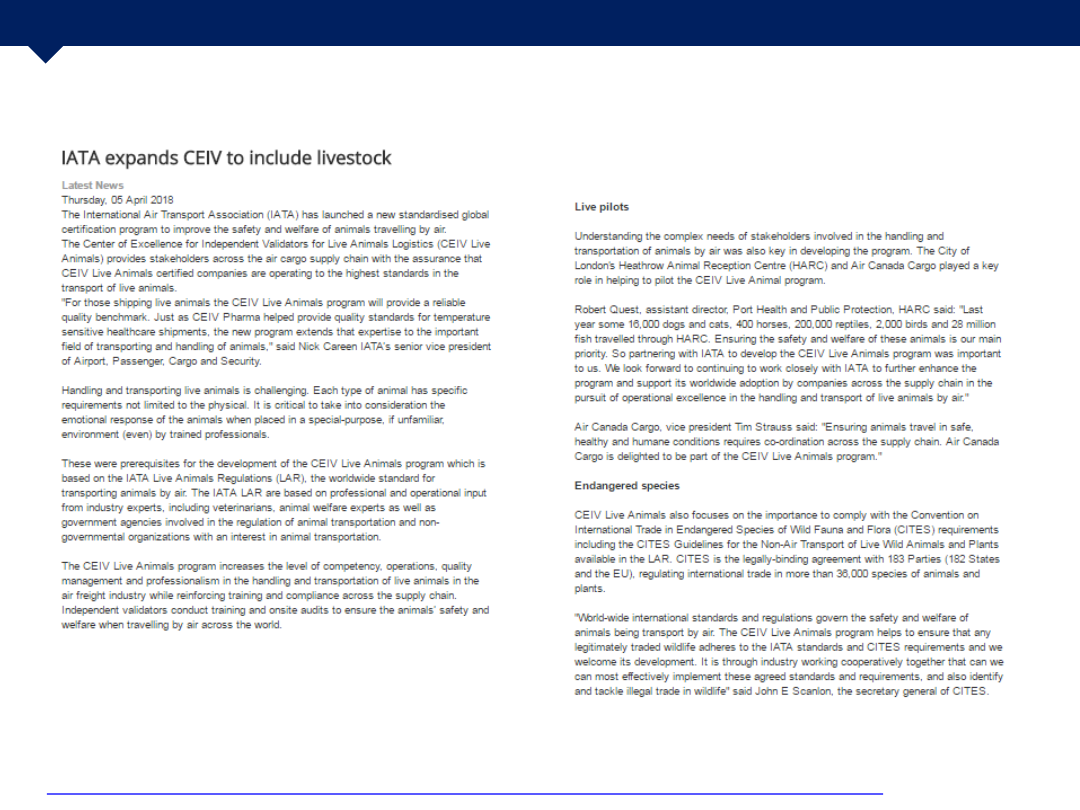 IATA expands CEIV to include livestock
Latest News
Thursday, 05 April 2018
The International Air Transport Association (IATA) has launched a new standardised global
certification program to improve the safety and welfare of animals travelling by air.
The Center of Excellence for Independent Validators for Live Animals Logistics (CEIV Live
Animals) provides stakeholders across the air cargo supply chain with the assurance that
CEIV Live Animals certified companies are operating to the highest standards in the
transport of live animals.
"For those shipping live animals the CEIV Live Animals program will provide a reliable
quality benchmark. Just as CEIV Pharma helped provide quality standards for temperature
sensitive healthcare shipments, the new program extends that expertise to the important
field of transporting and handling of animals," said Nick Careen IATA's senior vice president
of Airport, Passenger, Cargo and Security.
Handling and transporting live animals is challenging. Each type of animal has specific
requirements not limited to the physical. It is critical to take into consideration the
emotional response of the animals when placed in a special-purpose, if unfamiliar,
environment (even) by trained professionals.
These were prerequisites for the development of the CEIV Live Animals program which is
based on the IATA Live Animals Regulations (LAR), the worldwide standard for
transporting animals by air. The IATA LAR are based on professional and operational input
from industry experts, including veterinarians, animal welfare experts as well as
government agencies involved in the regulation of animal transportation and non-
governmental organizations with an interest in animal transportation.
The CEIV Live Animals program increases the level of competency, operations, quality
management and professionalism in the handling and transportation of live animals in the
air freight industry while reinforcing training and compliance across the supply chain.
Independent validators conduct training and onsite audits to ensure the animals' safety and
welfare when travelling by air across the world.
Live pilots
Understanding the complex needs of stakeholders involved in the handling and
transportation of animals by air was also key in developing the program. The City of
London's Heathrow Animal Reception Centre (HARC) and Air Canada Cargo played a key
role in helping to pilot the CEIV Live Animal program.
Robert Quest, assistant director, Port Health and Public Protection, HARC said: "Last
year some 16,000 dogs and cats, 400 horses, 200,000 reptiles, 2,000 birds and 28 million
fish travelled through HARC. Ensuring the safety and welfare of these animals is our main
priority. So partnering with IATA to develop the CEIV Live Animals program was important
to us. We look forward to continuing to work closely with IATA to further enhance the
program and support its worldwide adoption by companies across the supply chain in the
pursuit of operational excellence in the handling and transport of live animals by air."
Air Canada Cargo, vice president Tim Strauss said: "Ensuring animals travel in safe,
healthy and humane conditions requires co-ordination across the supply chain. Air Canada
Cargo is delighted to be part of the CEIV Live Animals program."
Endangered species
CEIV Live Animals also focuses on the importance to comply with the Convention on
International Trade in Endangered Species of Wild Fauna and Flora (CITES) requirements
including the CITES Guidelines for the Non-Air Transport of Live Wild Animals and Plants
available in the LAR. CITES is the legally-binding agreement with 183 Parties (182 States
and the EU), regulating international trade in more than 36,000 species of animals and
plants.
"World-wide international standards and regulations govern the safety and welfare of
animals being transport by air. The CEIV Live Animals program helps to ensure that any
legitimately traded wildlife adheres to the IATA standards and CITES requirements and we
welcome its development. It is through industry working cooperatively together that can we
can most effectively implement these agreed standards and requirements, and also identify
and tackle illegal trade in wildlife" said John E Scanlon, the secretary general of CITES.